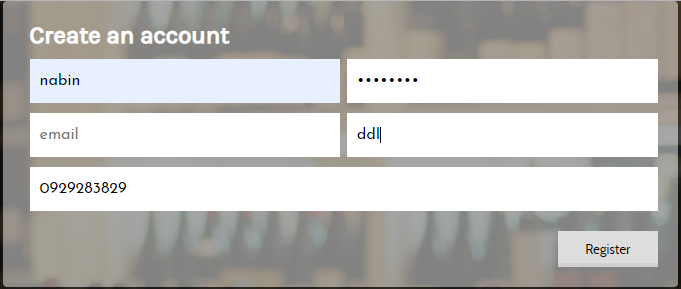 Create an account
nabin ••••••••
email ddl
0929283829
Register